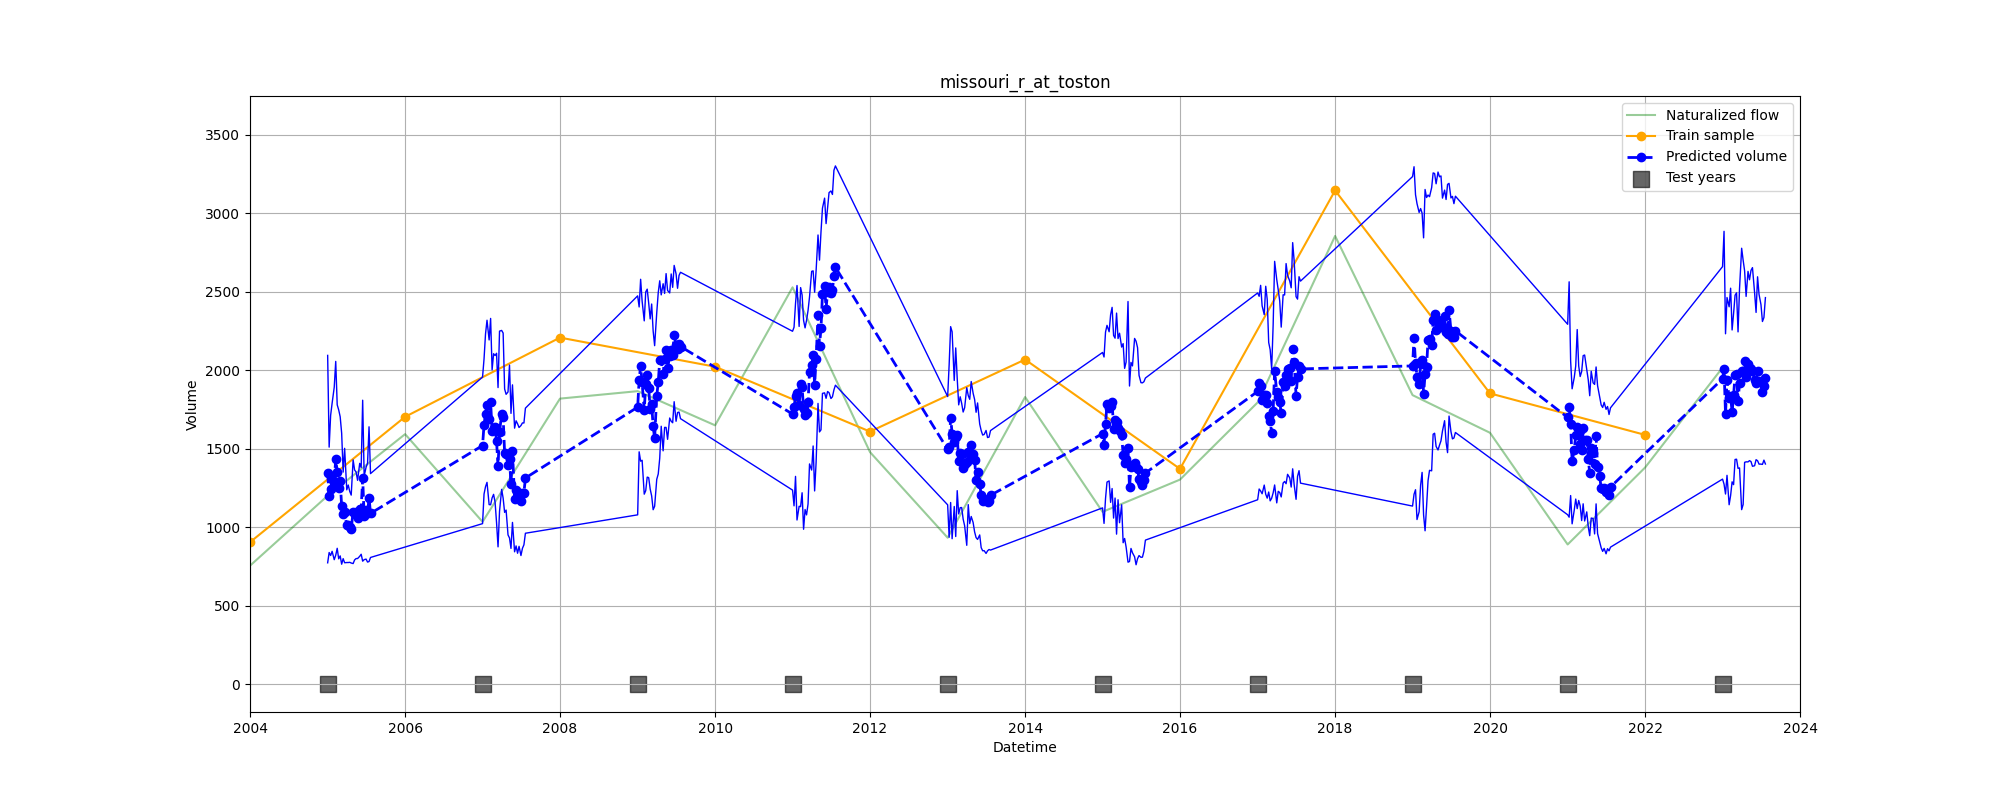 missouri_r_at_toston
Naturalized flow
Train sample
Predicted volume
Test years
Volume
3500
3000
2500
2000
1500
1000
500
0
2004 2006 2008 2010 2012 2014 2016 2018 2020 2022 2024
Datetime